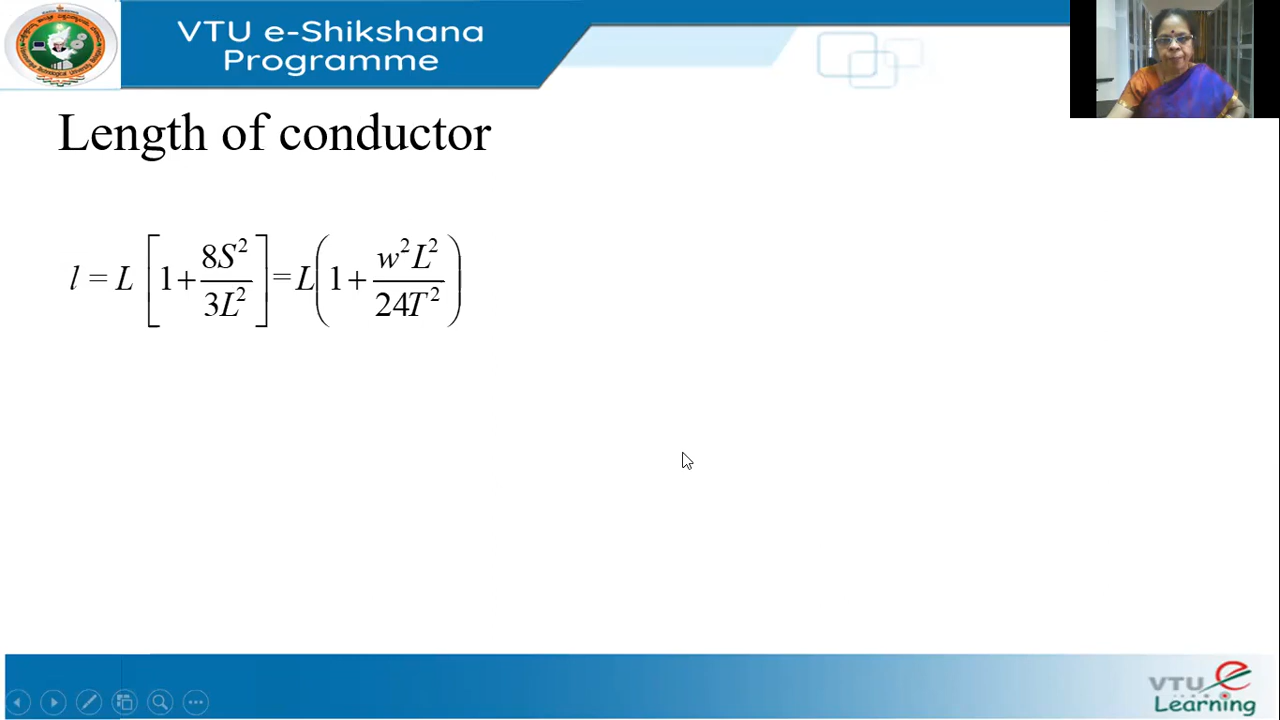 VTU e-Shikshana
Programme
Length of conductor
l = L [1 + 8S²/3L²] = L(1 + w²L²/24T²)
VTU e
Learning